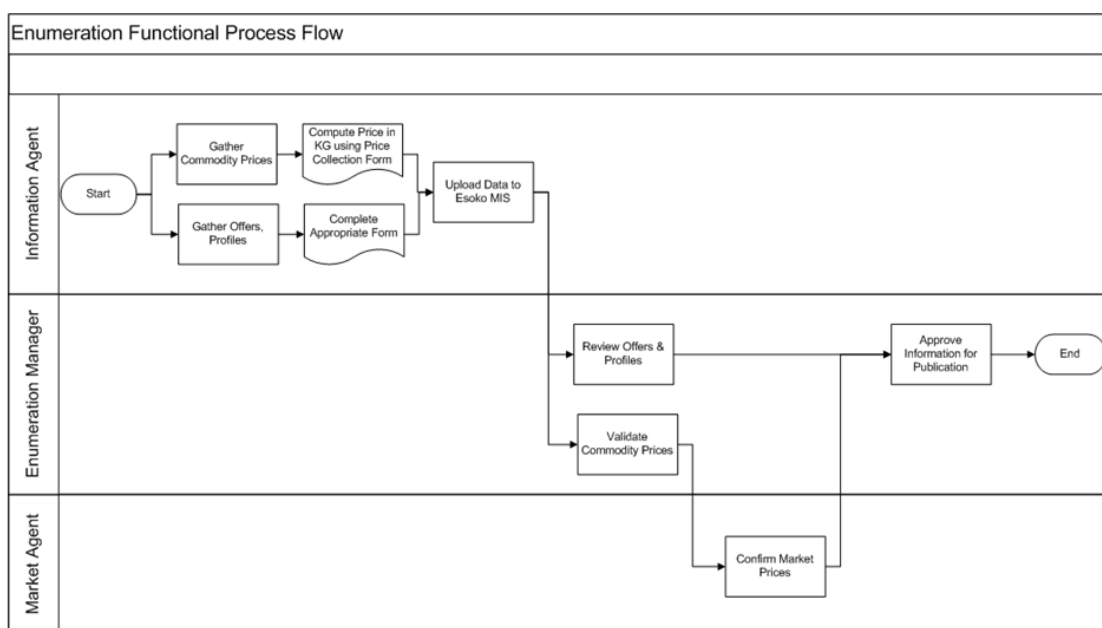 Enumeration Functional Process Flow
Information Agent
Start
Gather
Commodity Prices
Compute Price in
KG using Price
Collection Form
Gather Offers,
Profiles
Complete
Appropriate Form
Upload Data to
Esoko MIS
Enumeration Manager
Review Offers &
Profiles
Approve
Information for
Publication
End
Validate
Commodity Prices
Market Agent
Confirm Market
Prices